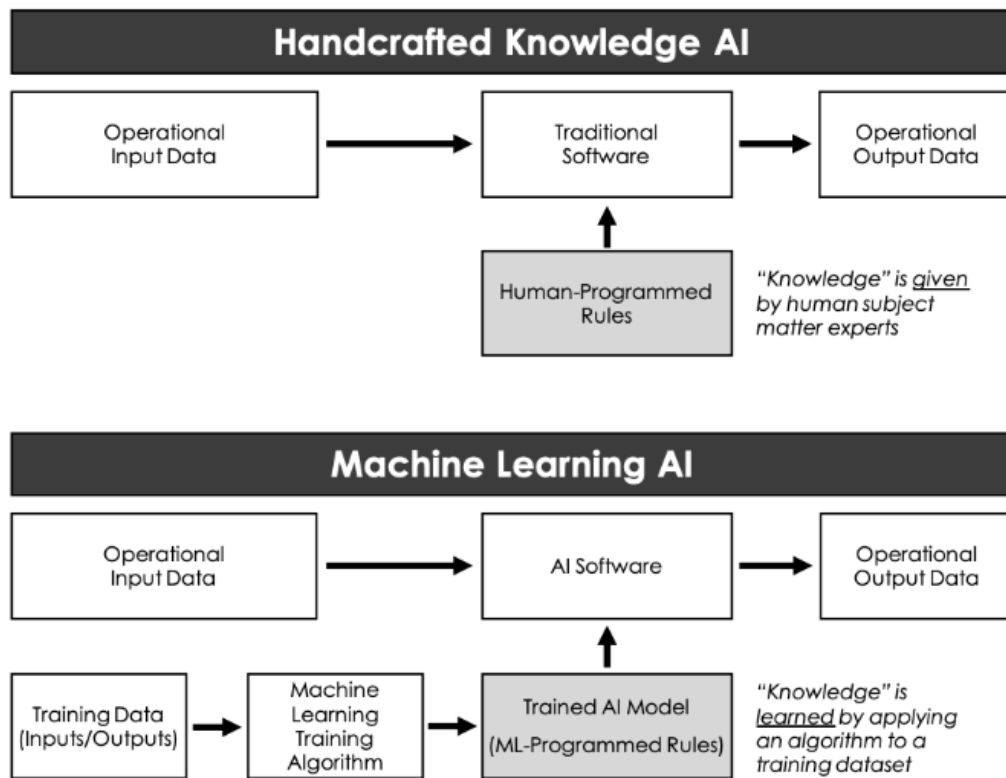 Handcrafted Knowledge AI
Operational
Input Data
Traditional
Software
Operational
Output Data
Human-Programmed
Rules
“Knowledge” is given
by human subject
matter experts
Machine Learning AI
Operational
Input Data
AI Software
Operational
Output Data
Training Data
(Inputs/Outputs)
Machine
Learning
Training
Algorithm
Trained AI Model
(ML-Programmed Rules)
“Knowledge” is
learned by applying
an algorithm to a
training dataset